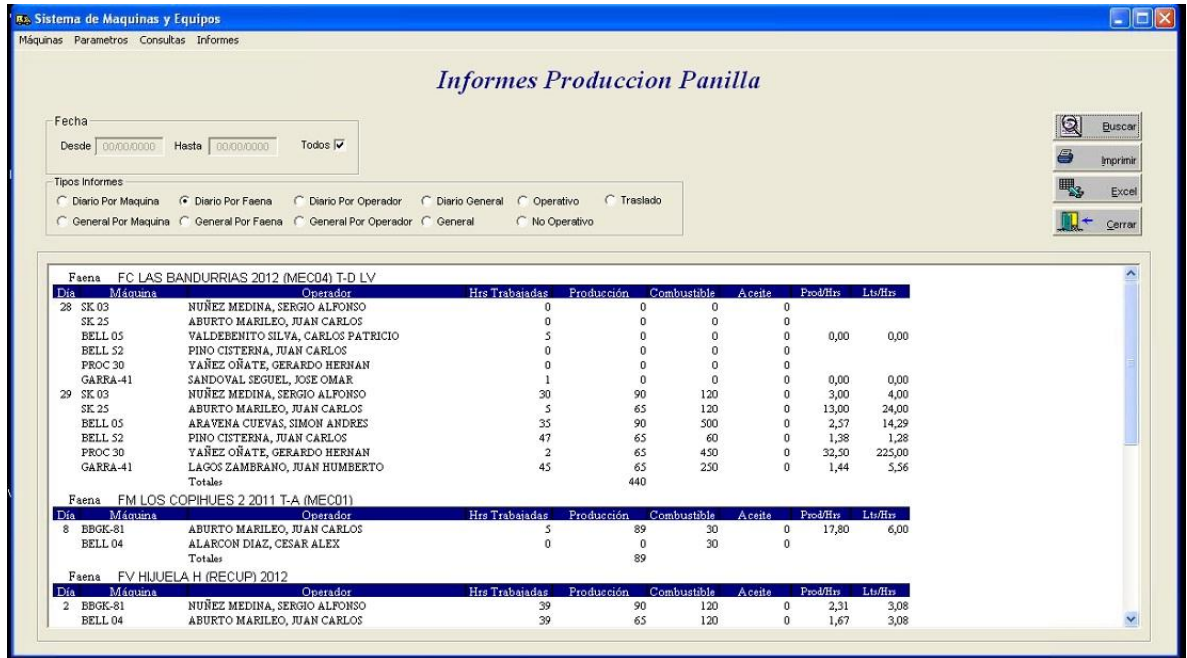 Sistema de Maquinas y Equipos
Máquinas Parametros Consultas Informes
Informes Produccion Panilla
Fecha
Desde 00/00/0000 Hasta 00/00/0000 Todos
Buscar
Imprimir
Excel
Cerrar
Tipos Informes
Diario Por Maquina Diario Por Faena Diario Por Operador Diario General Operativo Traslado
General Por Maquina General Por Faena General Por Operador General No Operativo
Faena FC LAS BANDURRIAS 2012 (MEC04) T-D LV
Día Máquina Operador Hrs Trabajadas Producción Combustible Aceite Prod/Hrs Lts/Hrs
28 SK 03 NUÑEZ MEDINA, SERGIO ALFONSO 0 0 0 0
SK 25 ABURTO MARILEO, JUAN CARLOS 0 0 0 0
BELL 05 VALDEBENITO SILVA, CARLOS PATRICIO 5 0 0 0 0,00 0,00
BELL 52 PINO CISTERNA, JUAN CARLOS 0 0 0 0
PROC 30 YAÑEZ OÑATE, GERARDO HERNAN 0 0 0 0
GARRA-41 SANDOVAL SEGUEL, JOSE OMAR 1 0 0 0 0,00 0,00
29 SK 03 NUÑEZ MEDINA, SERGIO ALFONSO 30 90 120 0 3,00 4,00
SK 25 ABURTO MARILEO, JUAN CARLOS 5 65 120 0 13,00 24,00
BELL 05 ARAVENA CUEVAS, SIMON ANDRES 35 90 500 0 2,57 14,29
BELL 52 PINO CISTERNA, JUAN CARLOS 47 65 60 0 1,38 1,28
PROC 30 YAÑEZ OÑATE, GERARDO HERNAN 2 65 450 0 32,50 225,00
GARRA-41 LAGOS ZAMBRANO, JUAN HUMBERTO 45 65 250 0 1,44 5,56
Totales 440
Faena FM LOS COPIHUES 2 2011 T-A (MEC01)
Día Máquina Operador Hrs Trabajadas Producción Combustible Aceite Prod/Hrs Lts/Hrs
8 BBGK-81 ABURTO MARILEO, JUAN CARLOS 5 89 30 0 17,80 6,00
BELL 04 ALARCON DIAZ, CESAR ALEX 0 0 30 0
Totales 89
Faena FV HIJUELA H (RECUP) 2012
Día Máquina Operador Hrs Trabajadas Producción Combustible Aceite Prod/Hrs Lts/Hrs
2 BBGK-81 NUÑEZ MEDINA, SERGIO ALFONSO 39 90 120 0 2,31 3,08
BELL 04 ABURTO MARILEO, JUAN CARLOS 39 65 120 0 1,67 3,08